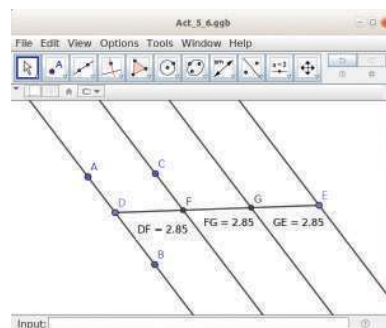 Act_5_6.ggb
File Edit View Options Tools Window Help
a=2
C:
A
C
D
F
G
E
DF = 2.85
FG = 2.85
GE = 2.85
B
Input: